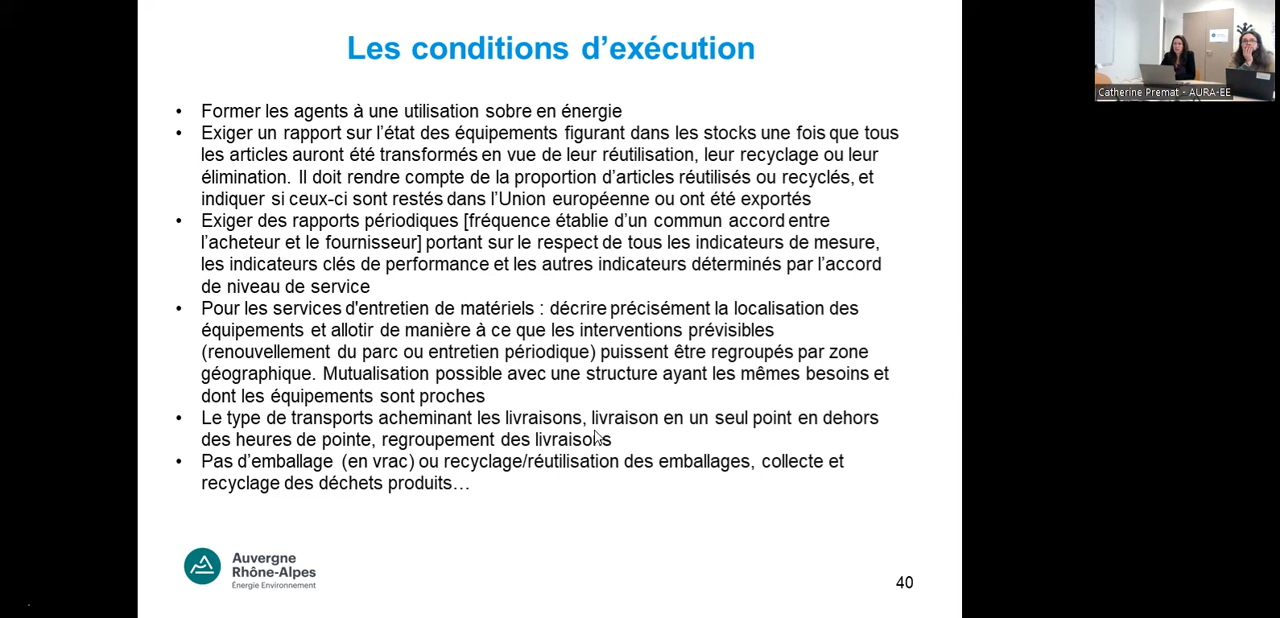 Les conditions d'exécution
• Former les agents à une utilisation sobre en énergie
• Exiger un rapport sur l'état des équipements figurant dans les stocks une fois que tous
les articles auront été transformés en vue de leur réutilisation, leur recyclage ou leur
élimination. Il doit rendre compte de la proportion d'articles réutilisés ou recyclés, et
indiquer si ceux-ci sont restés dans l'Union européenne ou ont été exportés
• Exiger des rapports périodiques [fréquence établie d'un commun accord entre
l'acheteur et le fournisseur] portant sur le respect de tous les indicateurs de mesure,
les indicateurs clés de performance et les autres indicateurs déterminés par l'accord
de niveau de service
• Pour les services d'entretien de matériels : décrire précisément la localisation des
équipements et allotir de manière à ce que les interventions prévisibles
(renouvellement du parc ou entretien périodique) puissent être regroupés par zone
géographique. Mutualisation possible avec une structure ayant les mêmes besoins et
dont les équipements sont proches
• Le type de transports acheminant les livraisons, livraison en un seul point en dehors
des heures de pointe, regroupement des livraisons
• Pas d'emballage (en vrac) ou recyclage/réutilisation des emballages, collecte et
recyclage des déchets produits…
Auvergne
Rhône-Alpes
Énergie Environnement
40
Catherine Premat - AURA-EE